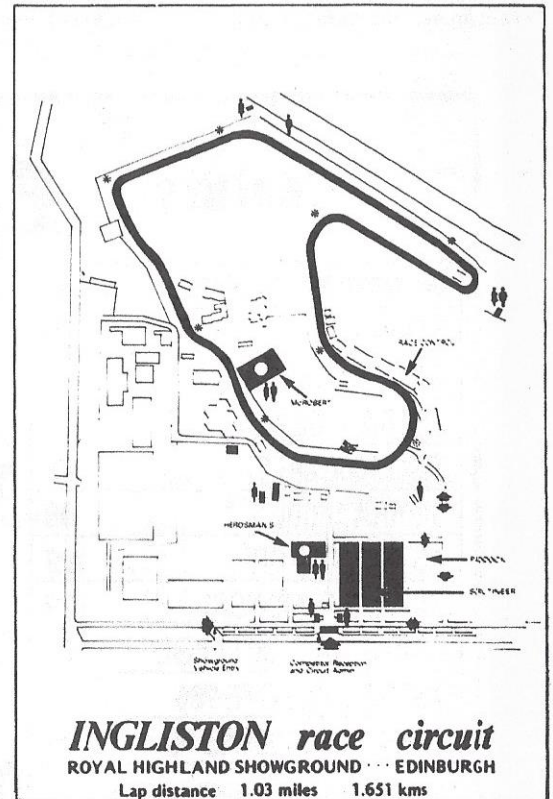 RACE CONTROL
McROBERT
HERDSMAN'S
PADDOCK
SCRUTINEER
Showground
Vehicle Entry
Competitor Reception
and Circuit Admin
INGLISTON race circuit
ROYAL HIGHLAND SHOWGROUND ··· EDINBURGH
Lap distance 1.03 miles 1.651 kms